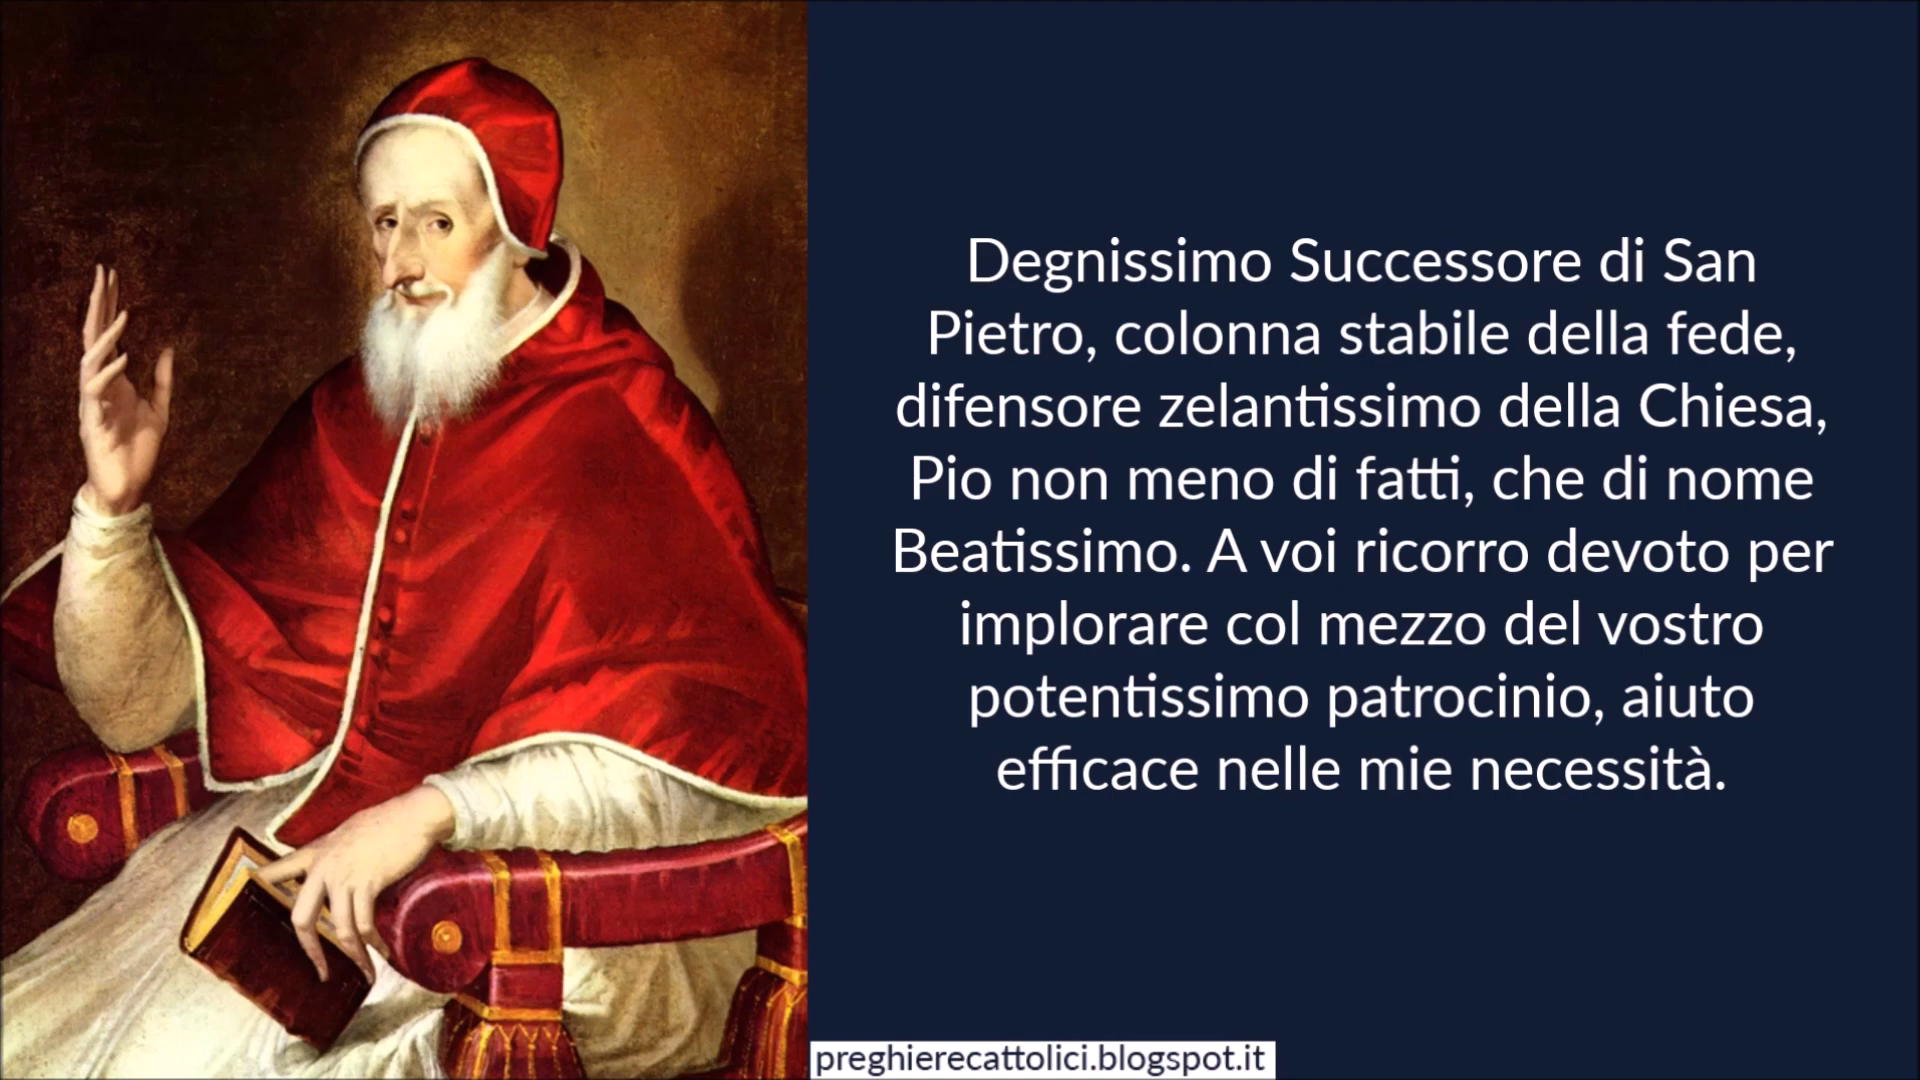 Degnissimo Successore di San
Pietro, colonna stabile della fede,
difensore zelantissimo della Chiesa,
Pio non meno di fatti, che di nome
Beatissimo. A voi ricorro devoto per
implorare col mezzo del vostro
potentissimo patrocinio, aiuto
efficace nelle mie necessità.
preghierecattolici.blogspot.it